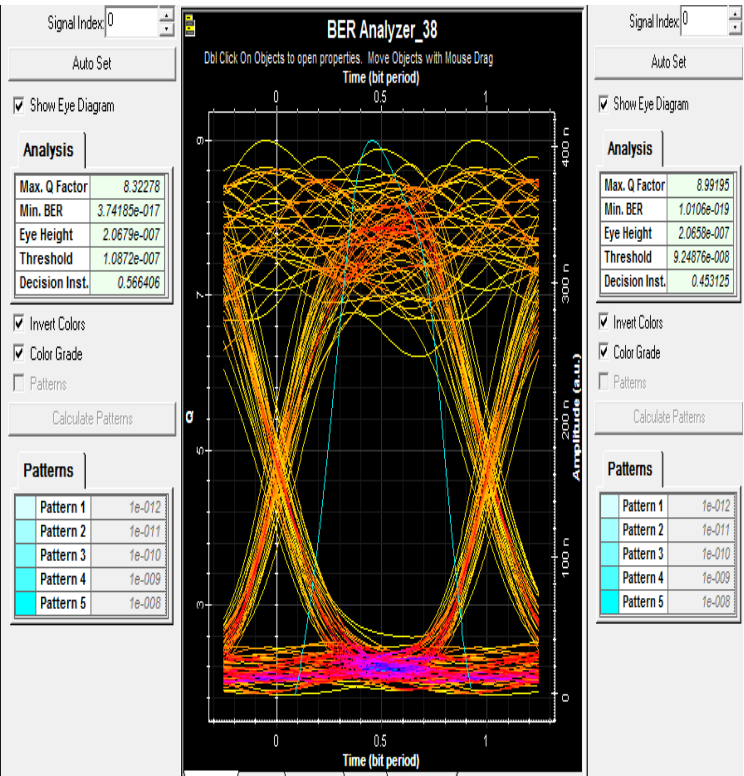 Signal Index: 0
Auto Set
Show Eye Diagram
Analysis
Max. Q Factor 8.32278
Min. BER 3.74185e-017
Eye Height 2.0679e-007
Threshold 1.0872e-007
Decision Inst. 0.566406
Invert Colors
Color Grade
Patterns
Calculate Patterns
Patterns
Pattern 1 1e-012
Pattern 2 1e-011
Pattern 3 1e-010
Pattern 4 1e-009
Pattern 5 1e-008
BER Analyzer_38
Dbl Click On Objects to open properties. Move Objects with Mouse Drag
Time (bit period)
0 0.5 1
9
7
5
3
Q
400 n
300 n
200 n
100 n
0
Amplitude (a.u.)
0 0.5 1
Time (bit period)
Signal Index: 0
Auto Set
Show Eye Diagram
Analysis
Max. Q Factor 8.99195
Min. BER 1.0106e-019
Eye Height 2.0658e-007
Threshold 9.24876e-008
Decision Inst. 0.453125
Invert Colors
Color Grade
Patterns
Calculate Patterns
Patterns
Pattern 1 1e-012
Pattern 2 1e-011
Pattern 3 1e-010
Pattern 4 1e-009
Pattern 5 1e-008